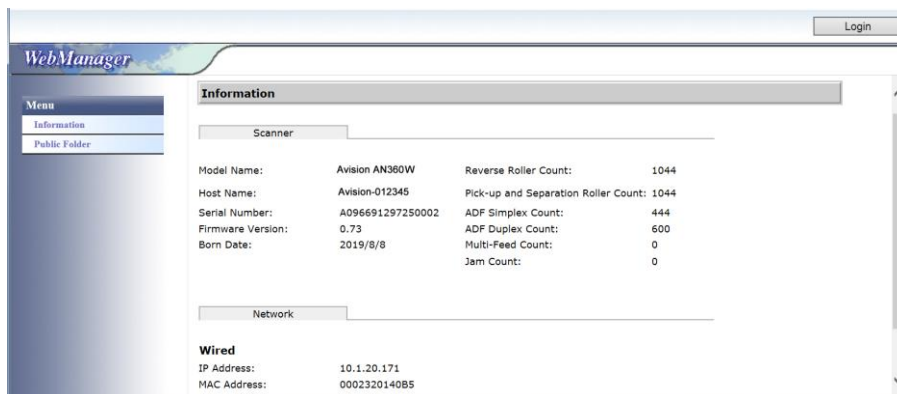 Login
WebManager
Menu
Information
Public Folder
Information
Scanner
Model Name: Avision AN360W Reverse Roller Count: 1044
Host Name: Avision-012345 Pick-up and Separation Roller Count: 1044
Serial Number: A096691297250002 ADF Simplex Count: 444
Firmware Version: 0.73 ADF Duplex Count: 600
Born Date: 2019/8/8 Multi-Feed Count: 0
Jam Count: 0
Network
Wired
IP Address: 10.1.20.171
MAC Address: 0002320140B5